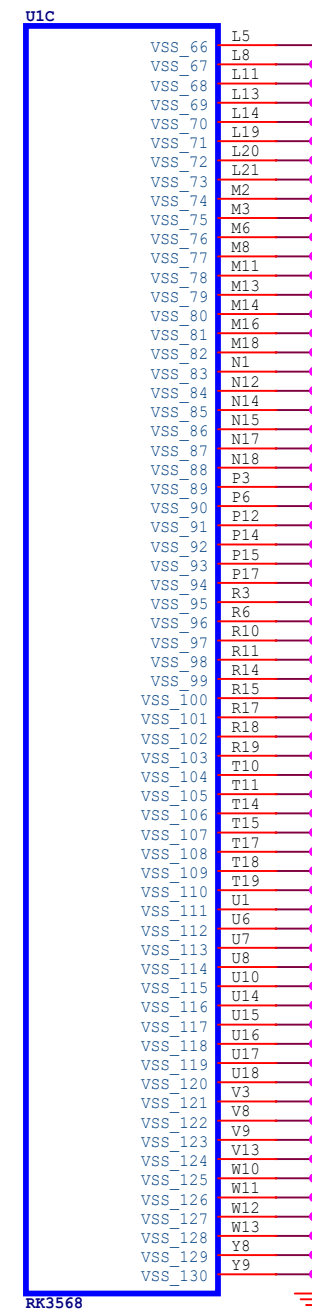 U1C
VSS_66 L5
VSS_67 L8
VSS_68 L11
VSS_69 L13
VSS_70 L14
VSS_71 L19
VSS_72 L20
VSS_73 L21
VSS_74 M2
VSS_75 M3
VSS_76 M6
VSS_77 M8
VSS_78 M11
VSS_79 M13
VSS_80 M14
VSS_81 M16
VSS_82 M18
VSS_83 N1
VSS_84 N12
VSS_85 N14
VSS_86 N15
VSS_87 N17
VSS_88 N18
VSS_89 P3
VSS_90 P6
VSS_91 P12
VSS_92 P14
VSS_93 P15
VSS_94 P17
VSS_95 R3
VSS_96 R6
VSS_97 R10
VSS_98 R11
VSS_99 R14
VSS_100 R15
VSS_101 R17
VSS_102 R18
VSS_103 R19
VSS_104 T10
VSS_105 T11
VSS_106 T14
VSS_107 T15
VSS_108 T17
VSS_109 T18
VSS_110 T19
VSS_111 U1
VSS_112 U6
VSS_113 U7
VSS_114 U8
VSS_115 U10
VSS_116 U14
VSS_117 U15
VSS_118 U16
VSS_119 U17
VSS_120 U18
VSS_121 V3
VSS_122 V8
VSS_123 V9
VSS_124 V13
VSS_125 W10
VSS_126 W11
VSS_127 W12
VSS_128 W13
VSS_129 Y8
VSS_130 Y9
RK3568